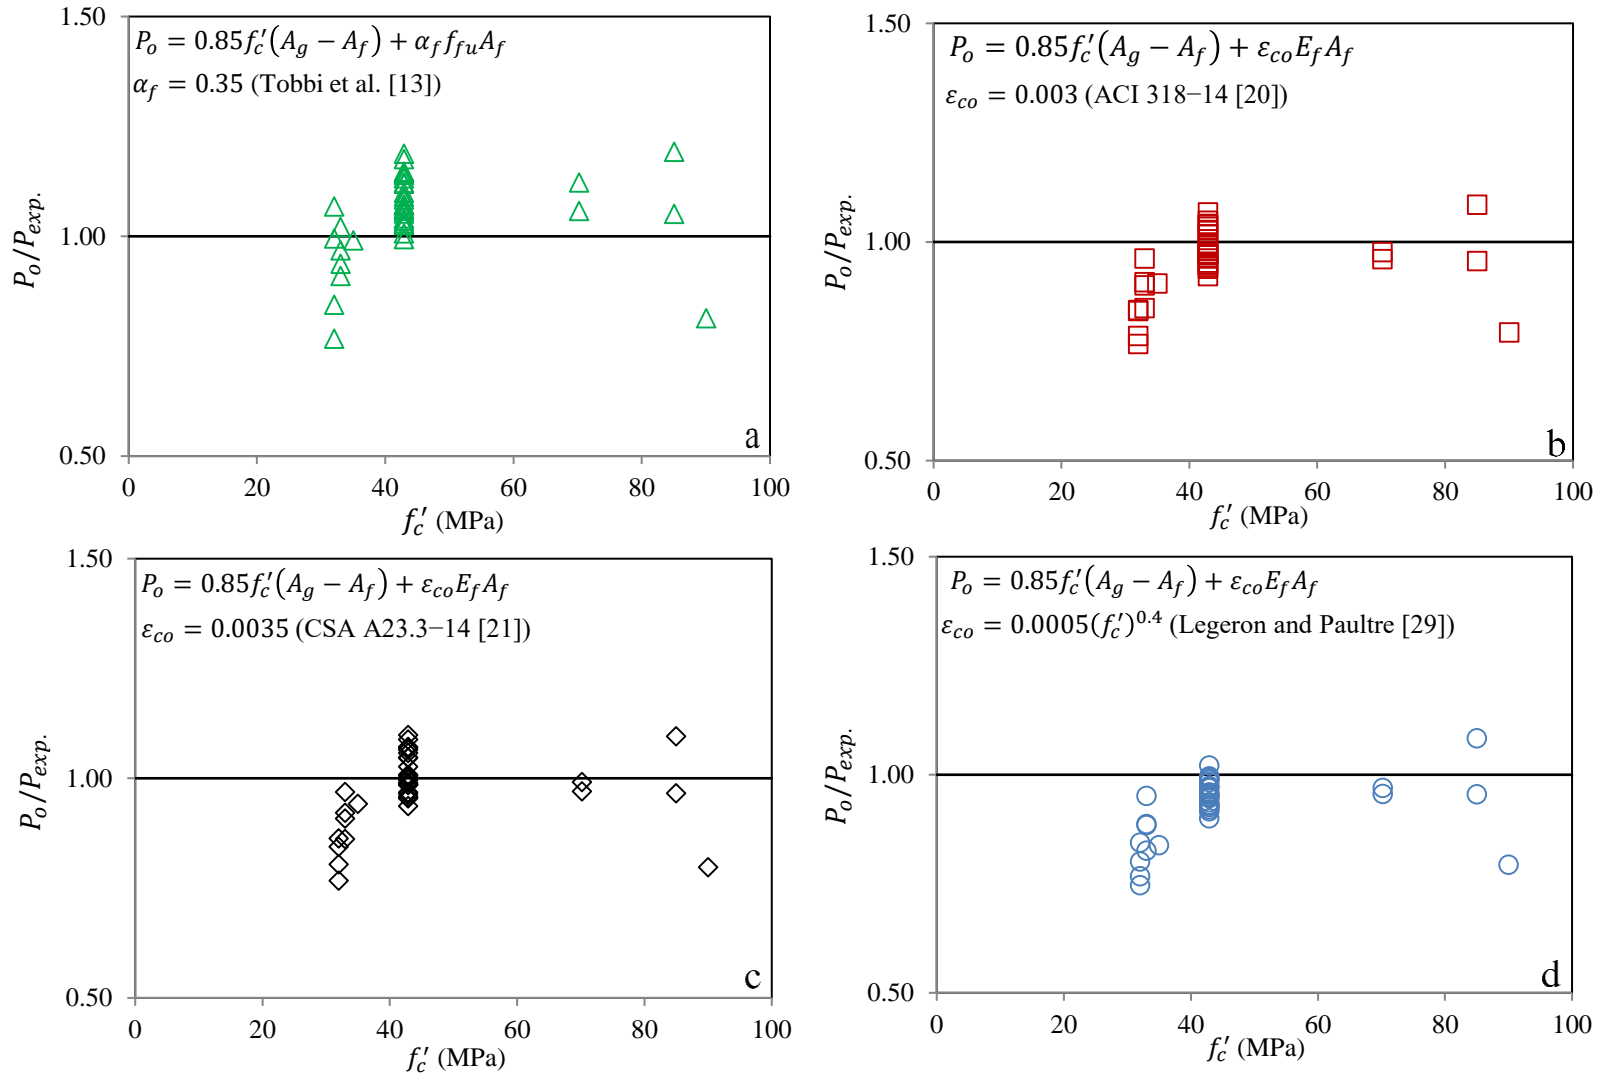 1.50
P_o = 0.85f_c′(A_g − A_f) + α_f f_fu A_f
α_f = 0.35 (Tobbi et al. [13])
P_o/P_exp.
1.00
0.50
a
0 20 40 60 80 100
f_c′ (MPa)
1.50
P_o = 0.85f_c′(A_g − A_f) + ε_co E_f A_f
ε_co = 0.003 (ACI 318−14 [20])
P_o/P_exp.
1.00
0.50
b
0 20 40 60 80 100
f_c′ (MPa)
1.50
P_o = 0.85f_c′(A_g − A_f) + ε_co E_f A_f
ε_co = 0.0035 (CSA A23.3−14 [21])
P_o/P_exp.
1.00
0.50
c
0 20 40 60 80 100
f_c′ (MPa)
1.50
P_o = 0.85f_c′(A_g − A_f) + ε_co E_f A_f
ε_co = 0.0005(f_c′)^0.4 (Legeron and Paultre [29])
P_o/P_exp.
1.00
0.50
d
0 20 40 60 80 100
f_c′ (MPa)